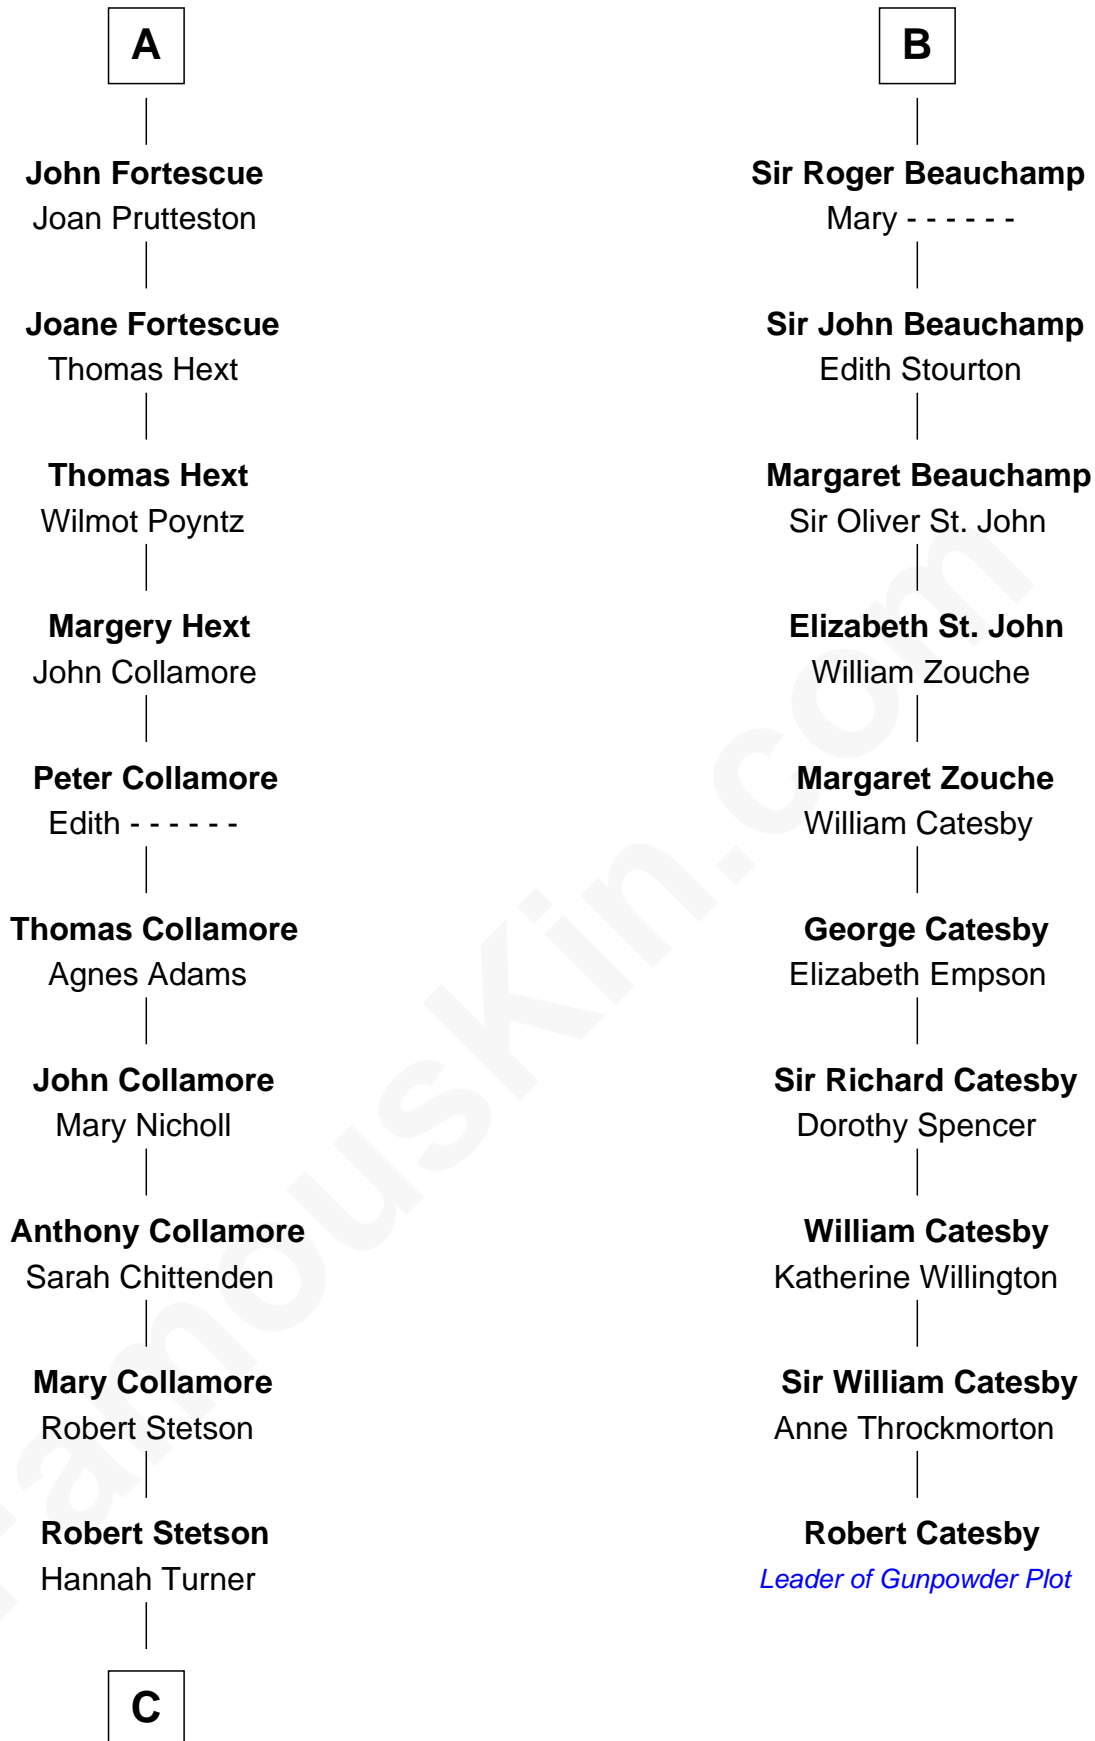 A
B
John Fortescue
Joan Prutteston
Sir Roger Beauchamp
Mary - - - - - -
Joane Fortescue
Thomas Hext
Sir John Beauchamp
Edith Stourton
Thomas Hext
Wilmot Poyntz
Margaret Beauchamp
Sir Oliver St. John
Margery Hext
John Collamore
Elizabeth St. John
William Zouche
Peter Collamore
Edith - - - - - -
Margaret Zouche
William Catesby
Thomas Collamore
Agnes Adams
George Catesby
Elizabeth Empson
John Collamore
Mary Nicholl
Sir Richard Catesby
Dorothy Spencer
Anthony Collamore
Sarah Chittenden
William Catesby
Katherine Willington
Mary Collamore
Robert Stetson
Sir William Catesby
Anne Throckmorton
Robert Stetson
Hannah Turner
Robert Catesby
Leader of Gunpowder Plot
C
FamousKin.com